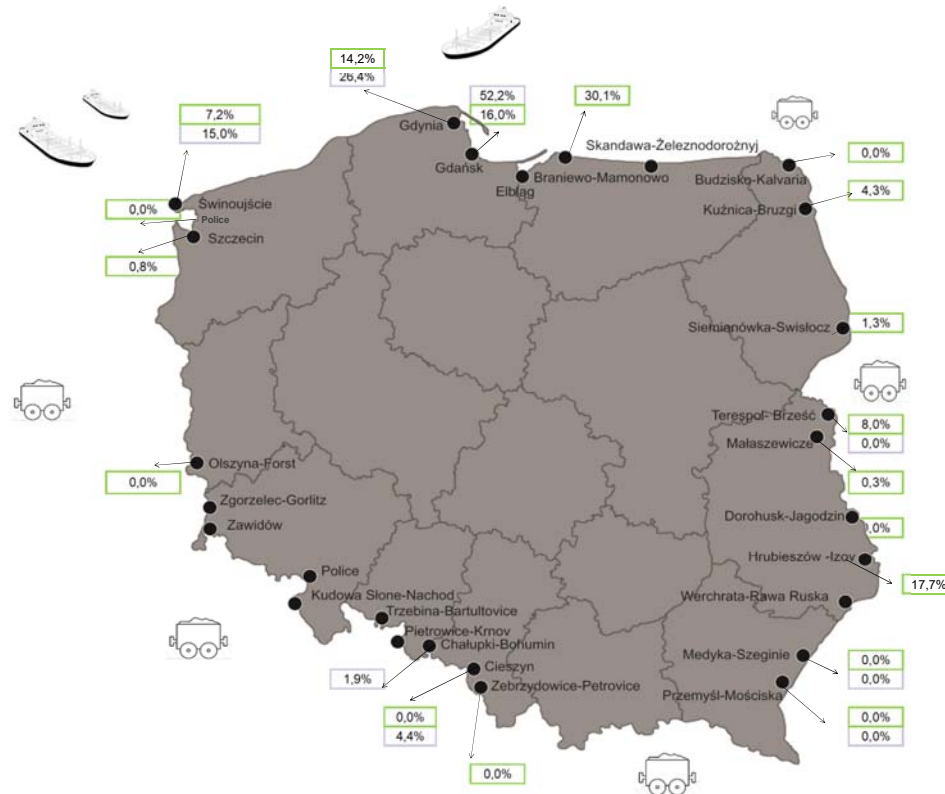 14,2%
26,4%
52,2%
16,0%
30,1%
7,2%
15,0%
Gdynia
Gdańsk
Skandawa-Żeleznodorożnyj
0,0%
Elbląg
Braniewo-Mamonowo
Budzisko-Kalvaria
4,3%
Kuźnica-Bruzgi
0,0%
Świnoujście
Police
Szczecin
0,8%
Siemianówka-Swisłocz
1,3%
Terespol- Brześć
8,0%
0,0%
Małaszewicze
Olszyna-Forst
0,0%
0,3%
Zgorzelec-Gorlitz
Zawidów
Dorohusk-Jagodzin
0,0%
Hrubieszów -Izov
17,7%
Police
Kudowa Słone-Nachod
Werchrata-Rawa Ruska
Trzebina-Bartultovice
Pietrowice-Krnov
Chałupki-Bohumin
Medyka-Szeginie
0,0%
0,0%
1,9%
Cieszyn
Zebrzydowice-Petrovice
Przemyśl-Mościska
0,0%
4,4%
0,0%
0,0%
0,0%